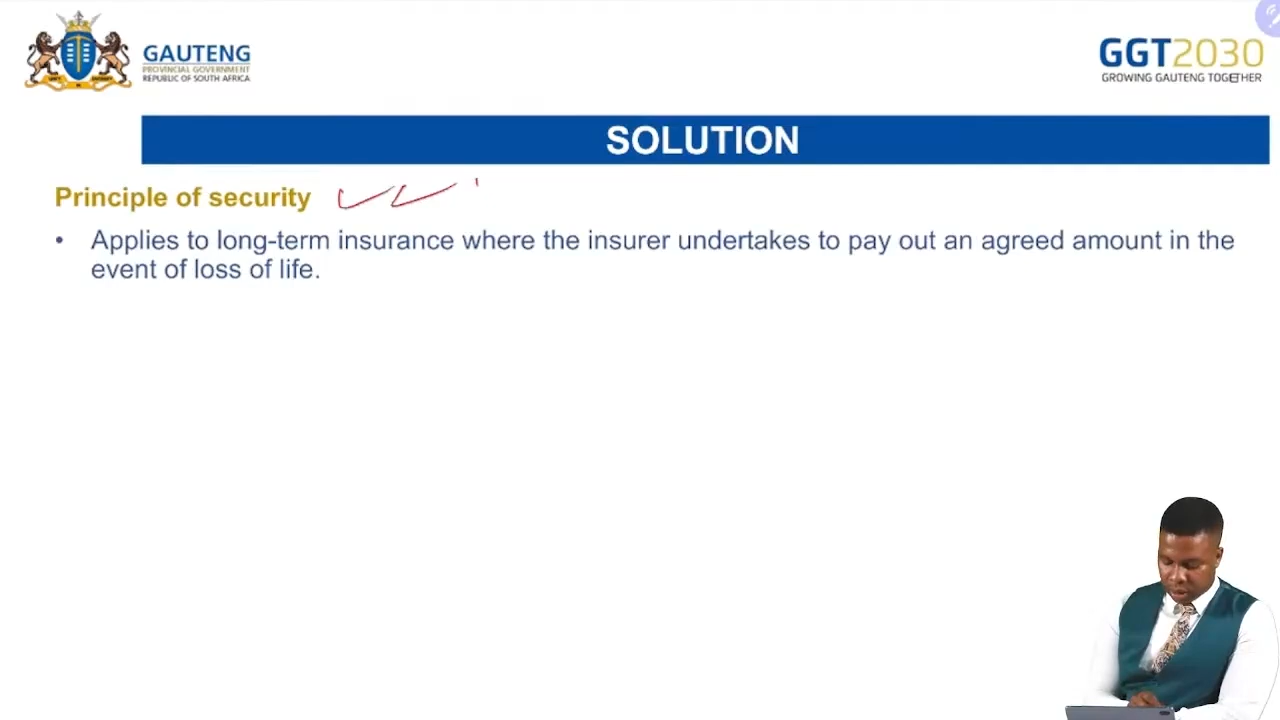 GAUTENG
PROVINCIAL GOVERNMENT
REPUBLIC OF SOUTH AFRICA
GGT2030
GROWING GAUTENG TOGETHER
SOLUTION
Principle of security
• Applies to long-term insurance where the insurer undertakes to pay out an agreed amount in the
event of loss of life.